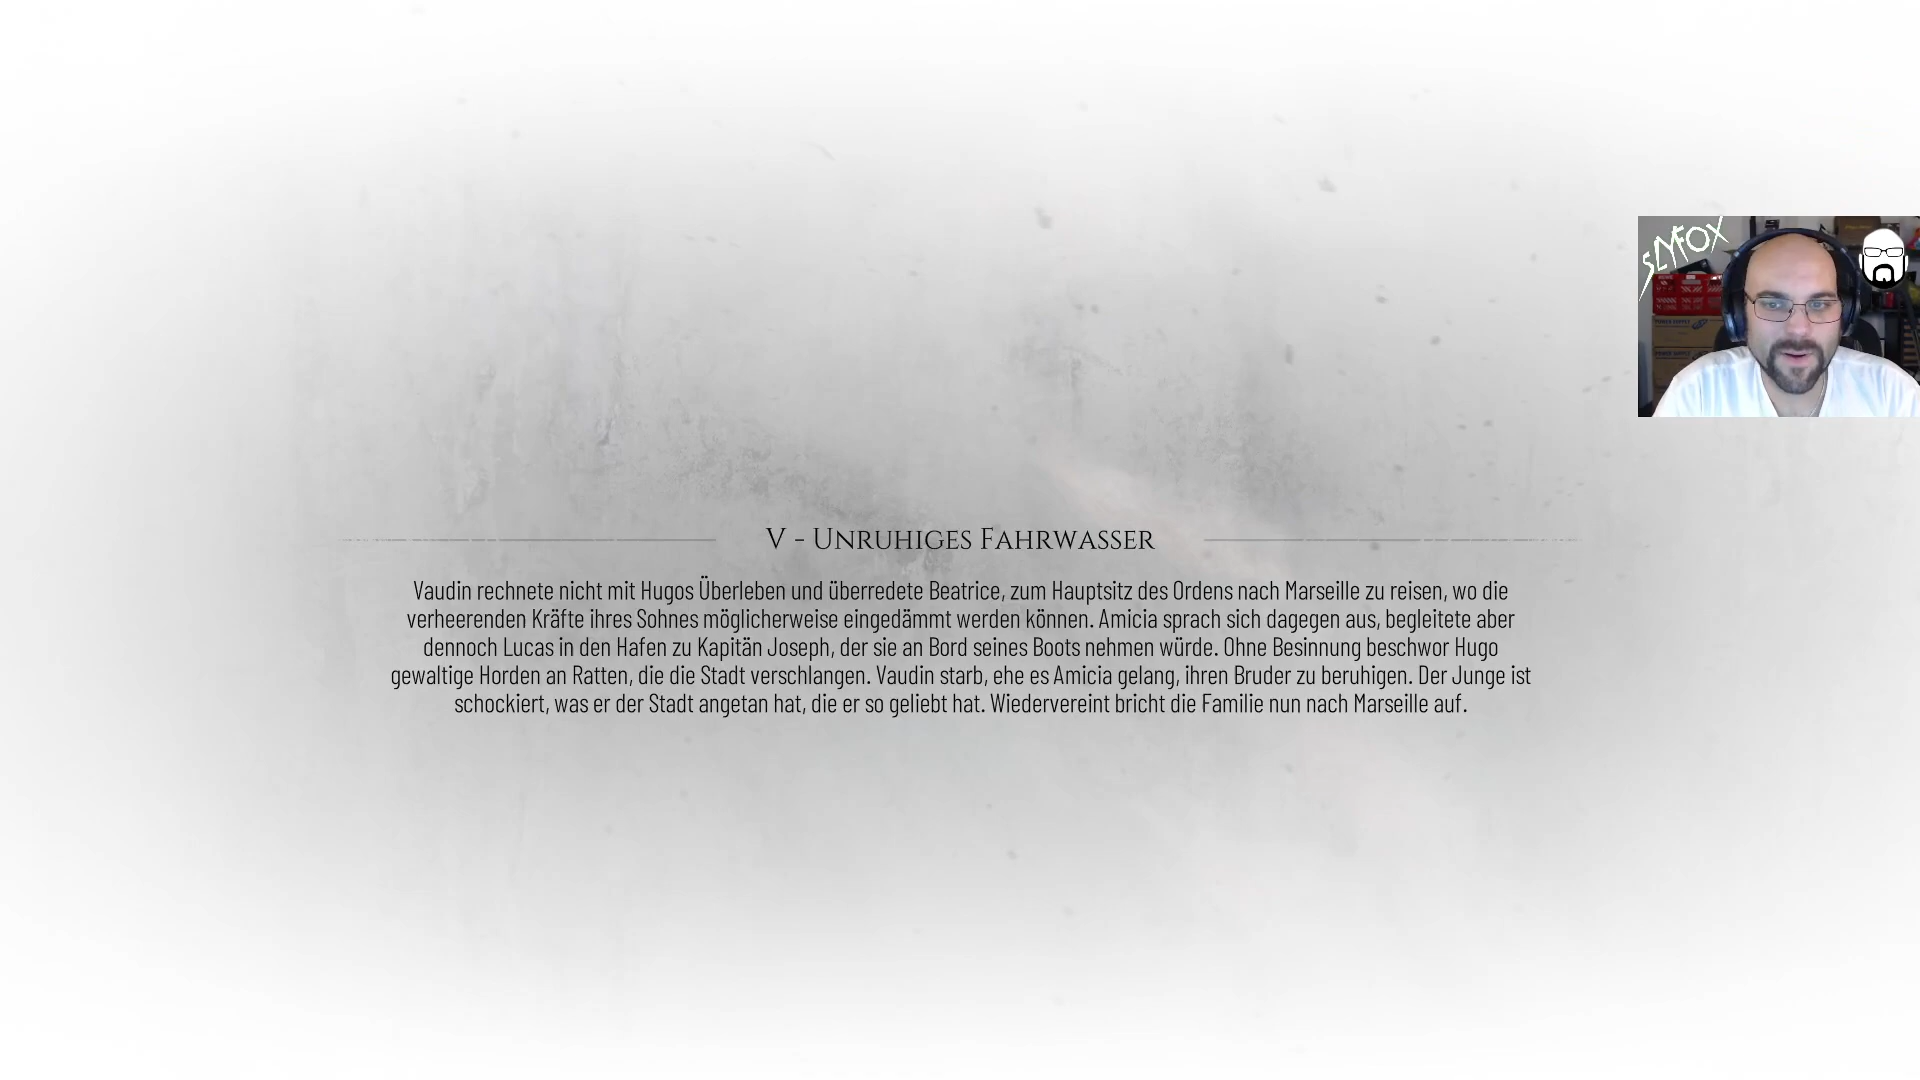 SLYFOX
V - Unruhiges Fahrwasser
Vaudin rechnete nicht mit Hugos Überleben und überredete Beatrice, zum Hauptsitz des Ordens nach Marseille zu reisen, wo die
verheerenden Kräfte ihres Sohnes möglicherweise eingedämmt werden können. Amicia sprach sich dagegen aus, begleitete aber
dennoch Lucas in den Hafen zu Kapitän Joseph, der sie an Bord seines Boots nehmen würde. Ohne Besinnung beschwor Hugo
gewaltige Horden an Ratten, die die Stadt verschlangen. Vaudin starb, ehe es Amicia gelang, ihren Bruder zu beruhigen. Der Junge ist
schockiert, was er der Stadt angetan hat, die er so geliebt hat. Wiedervereint bricht die Familie nun nach Marseille auf.